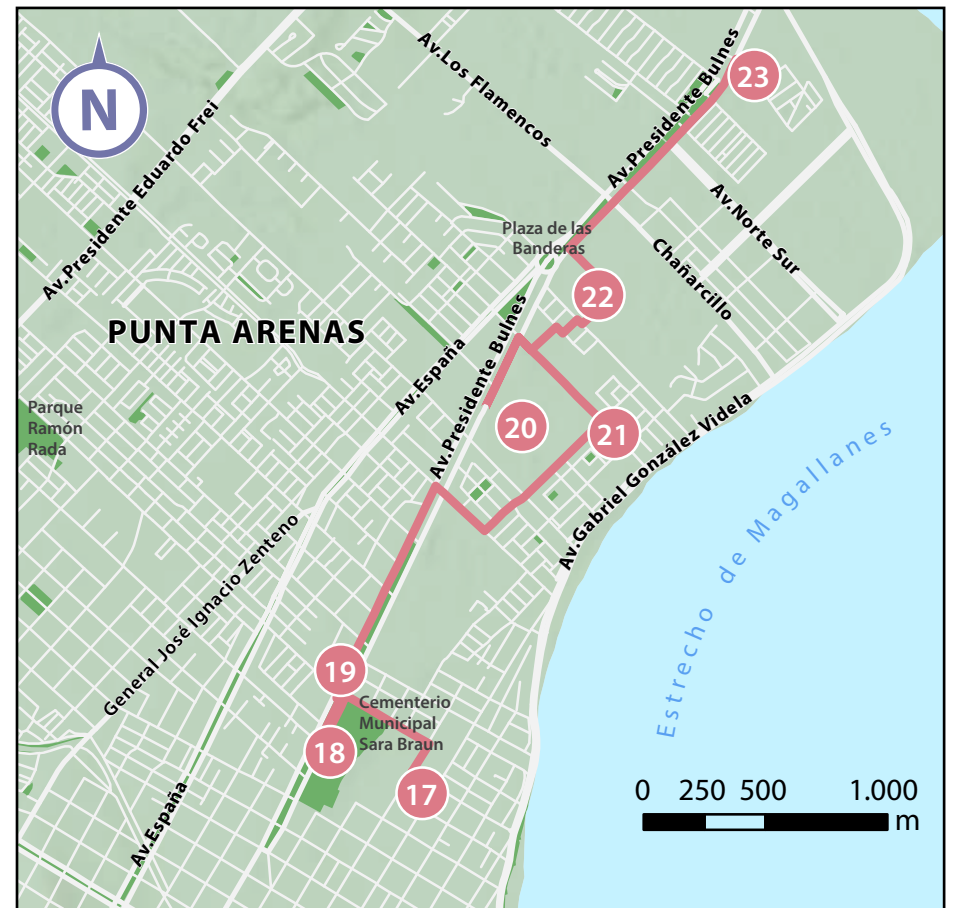 N
Av.Los Flamencos
Av.Presidente Bulnes
23
Av.Presidente Eduardo Frei
Av.Norte Sur
Plaza de las
Banderas
Chañarcillo
22
PUNTA ARENAS
Av.España
Av.Presidente Bulnes
Parque
Ramón
Rada
20
21
Av.Gabriel González Videla
Estrecho de Magallanes
General José Ignacio Zenteno
19
Cementerio
Municipal
Sara Braun
18
17
Av.España
0 250 500 1.000
m